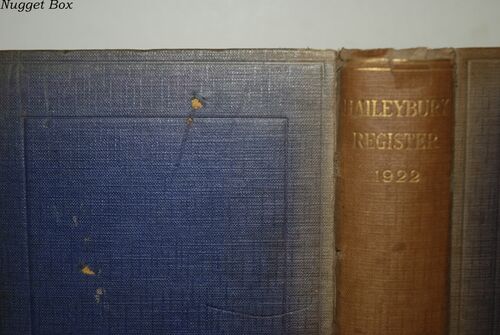 Nugget Box
HAILEYBURY
REGISTER
1922